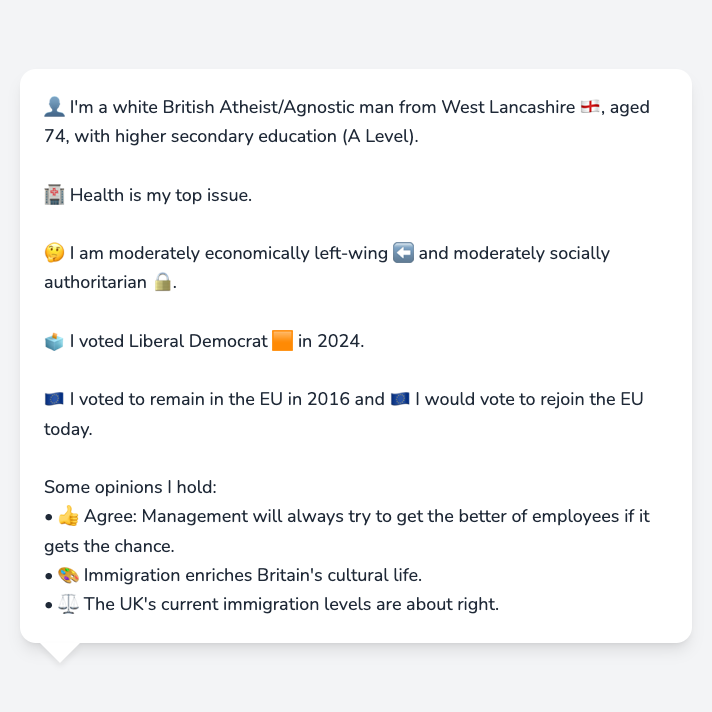 👤 I'm a white British Atheist/Agnostic man from West Lancashire 🏴󠁧󠁢󠁥󠁮󠁧󠁿, aged
74, with higher secondary education (A Level).
🏥 Health is my top issue.
🤔 I am moderately economically left-wing ⬅️ and moderately socially
authoritarian 🔒.
🗳️ I voted Liberal Democrat 🟧 in 2024.
🇪🇺 I voted to remain in the EU in 2016 and 🇪🇺 I would vote to rejoin the EU
today.
Some opinions I hold:
• 👍 Agree: Management will always try to get the better of employees if it
gets the chance.
• 🎨 Immigration enriches Britain's cultural life.
• ⚖️ The UK's current immigration levels are about right.